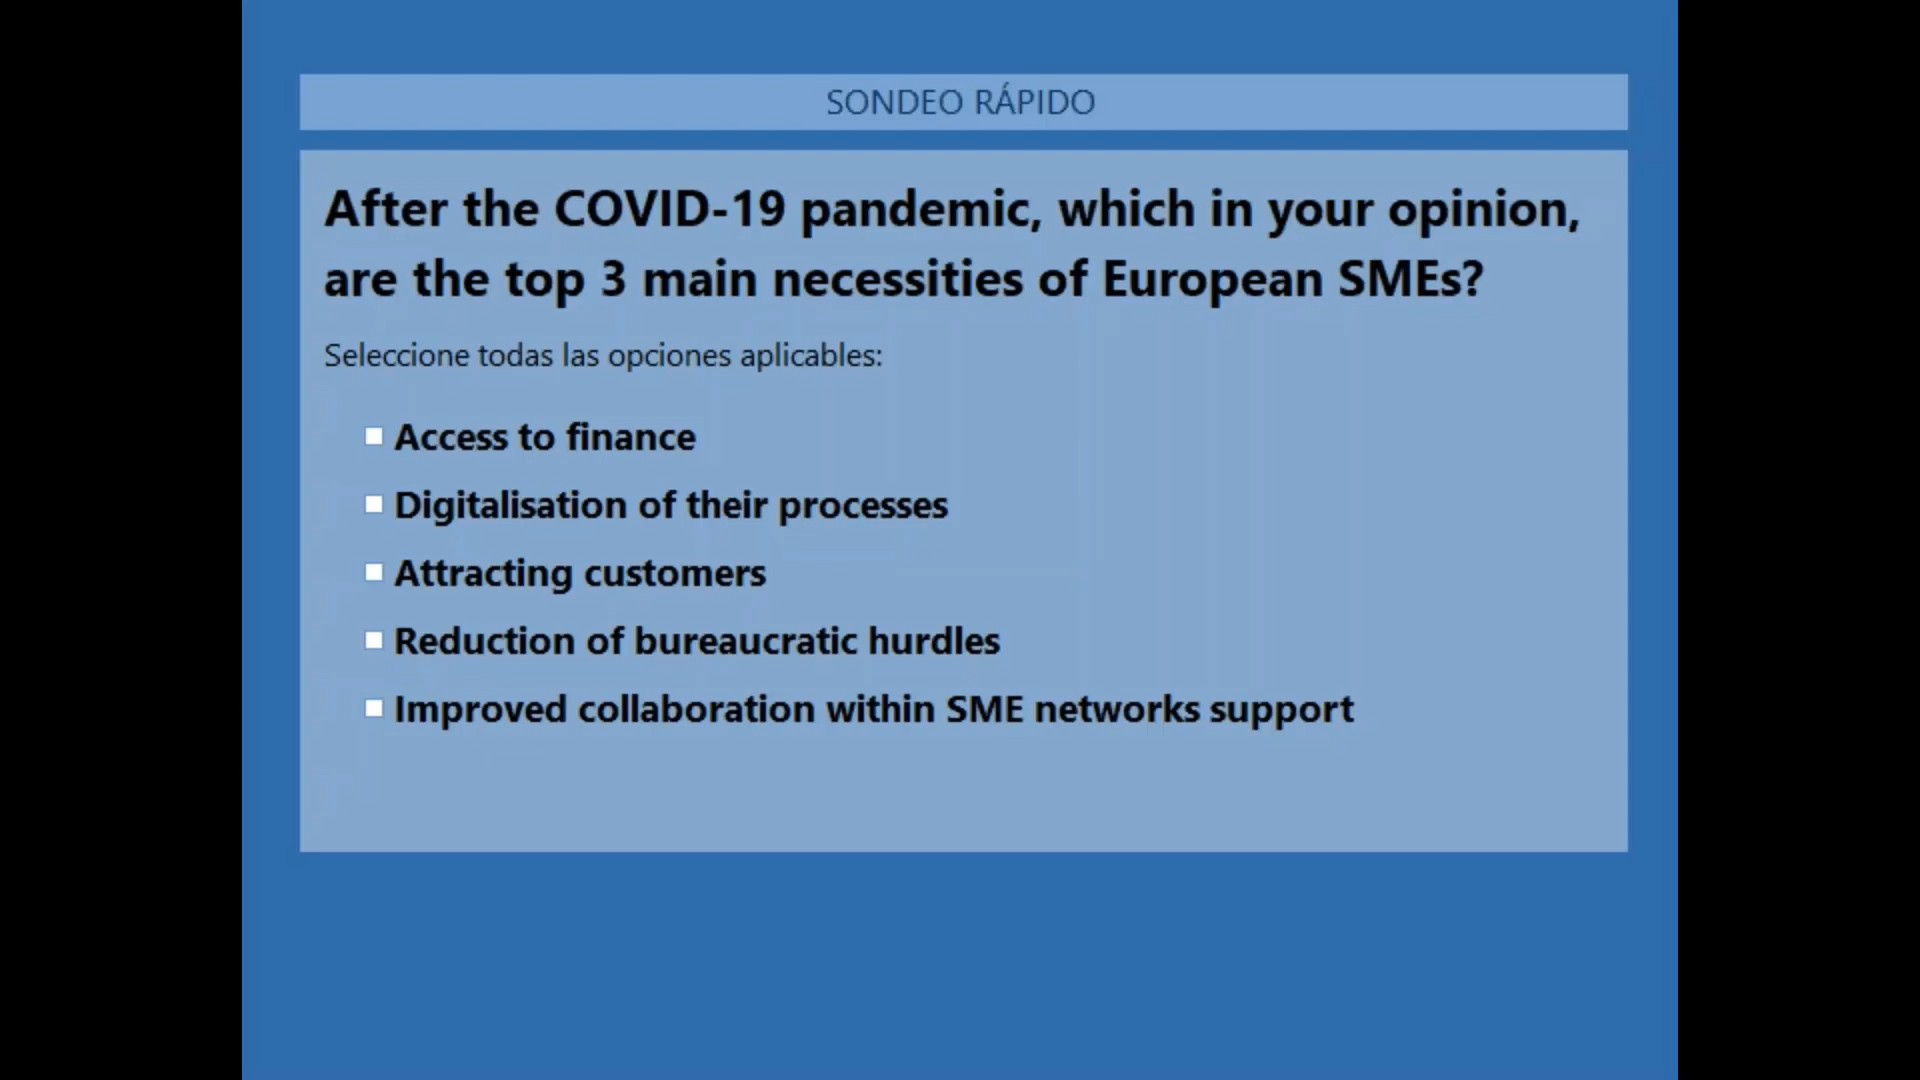 SONDEO RÁPIDO
After the COVID-19 pandemic, which in your opinion,
are the top 3 main necessities of European SMEs?
Seleccione todas las opciones aplicables:
Access to finance
Digitalisation of their processes
Attracting customers
Reduction of bureaucratic hurdles
Improved collaboration within SME networks support